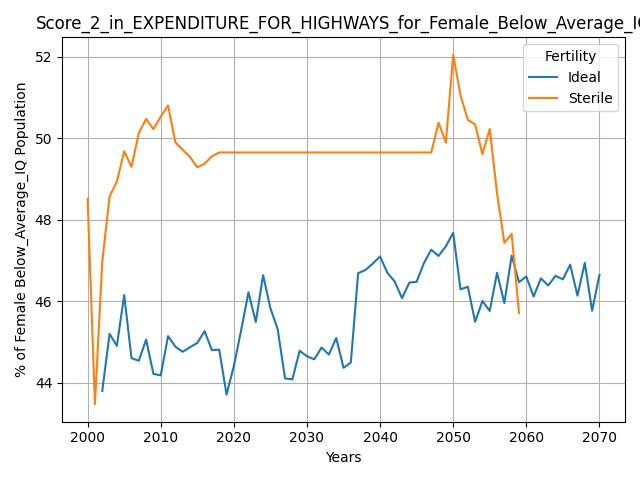 Score_2_in_EXPENDITURE_FOR_HIGHWAYS_for_Female_Below_Average_IQ
Fertility
Ideal
Sterile
% of Female Below_Average_IQ Population
52
50
48
46
44
2000 2010 2020 2030 2040 2050 2060 2070
Years